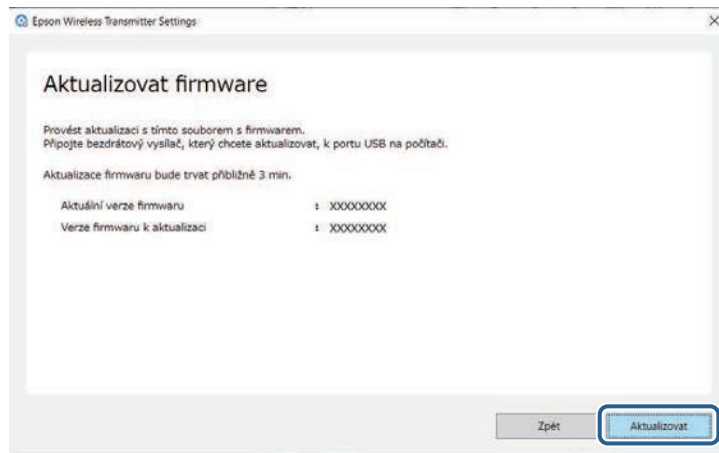 Epson Wireless Transmitter Settings
Aktualizovat firmware
Provést aktualizaci s tímto souborem s firmwarem.
Připojte bezdrátový vysílač, který chcete aktualizovat, k portu USB na počítači.
Aktualizace firmwaru bude trvat přibližně 3 min.
Aktuální verze firmwaru : XXXXXXXX
Verze firmwaru k aktualizaci : XXXXXXXX
Zpět Aktualizovat